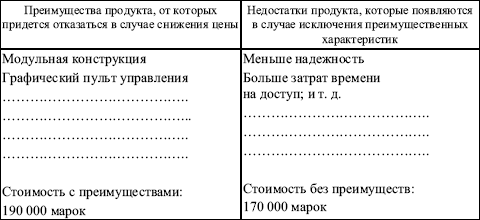 Преимущества продукта, от которых
придется отказаться в случае снижения цены
Недостатки продукта, которые появляются
в случае исключения преимущественных
характеристик
Модульная конструкция
Графический пульт управления
…………………………………….
……………………………………..
…………………………………….
…………………………………….
Стоимость с преимуществами:
190 000 марок
Меньше надежность
Больше затрат времени
на доступ; и т. д.
…………………………………….
…………………………………….
…………………………………….
Стоимость без преимуществ:
170 000 марок